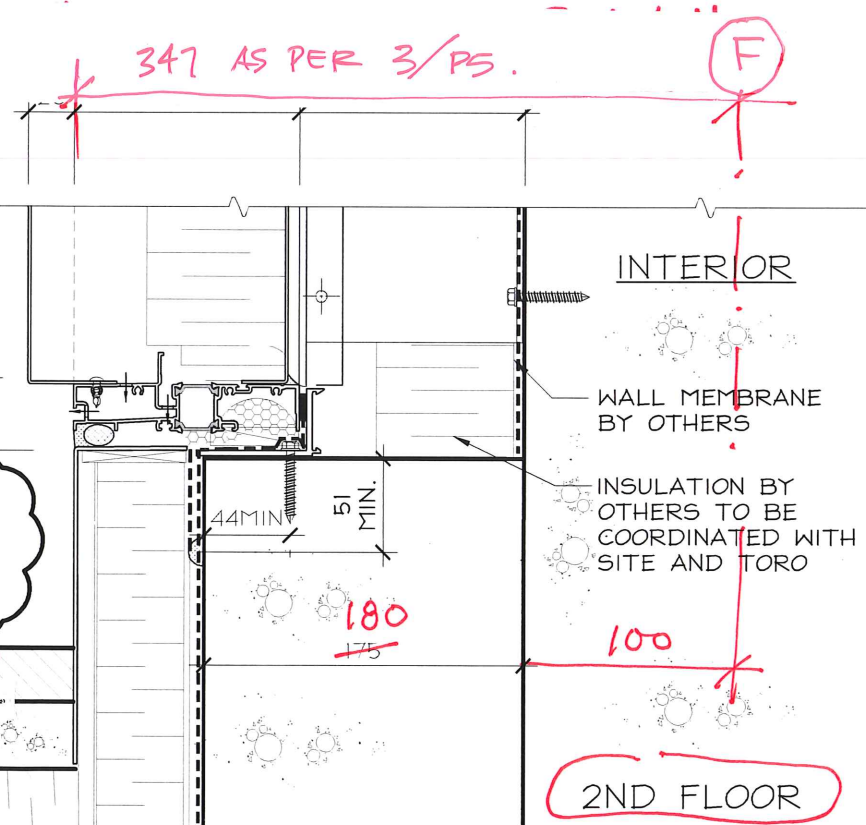 347 AS PER 3/P5.
F
INTERIOR
WALL MEMBRANE
BY OTHERS
INSULATION BY
OTHERS TO BE
COORDINATED WITH
SITE AND TORO
44MIN
51
MIN.
180
175
100
2ND FLOOR